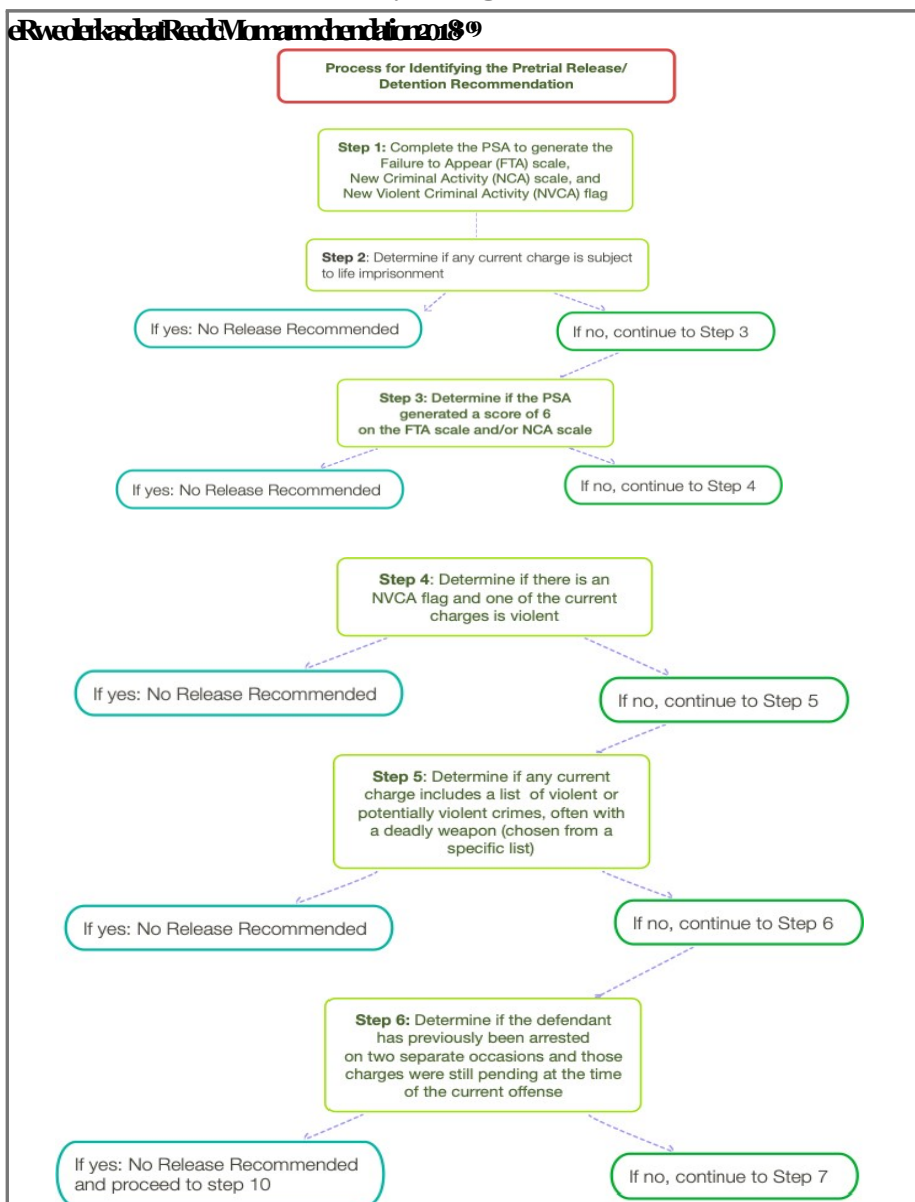 Process for Identifying the Pretrial Release/
Detention Recommendation
Step 1: Complete the PSA to generate the
Failure to Appear (FTA) scale,
New Criminal Activity (NCA) scale, and
New Violent Criminal Activity (NVCA) flag
Step 2: Determine if any current charge is subject
to life imprisonment
If yes: No Release Recommended
If no, continue to Step 3
Step 3: Determine if the PSA
generated a score of 6
on the FTA scale and/or NCA scale
If yes: No Release Recommended
If no, continue to Step 4
Step 4: Determine if there is an
NVCA flag and one of the current
charges is violent
If yes: No Release Recommended
If no, continue to Step 5
Step 5: Determine if any current
charge includes a list of violent or
potentially violent crimes, often with
a deadly weapon (chosen from a
specific list)
If yes: No Release Recommended
If no, continue to Step 6
Step 6: Determine if the defendant
has previously been arrested
on two separate occasions and those
charges were still pending at the time
of the current offense
If yes: No Release Recommended
and proceed to step 10
If no, continue to Step 7